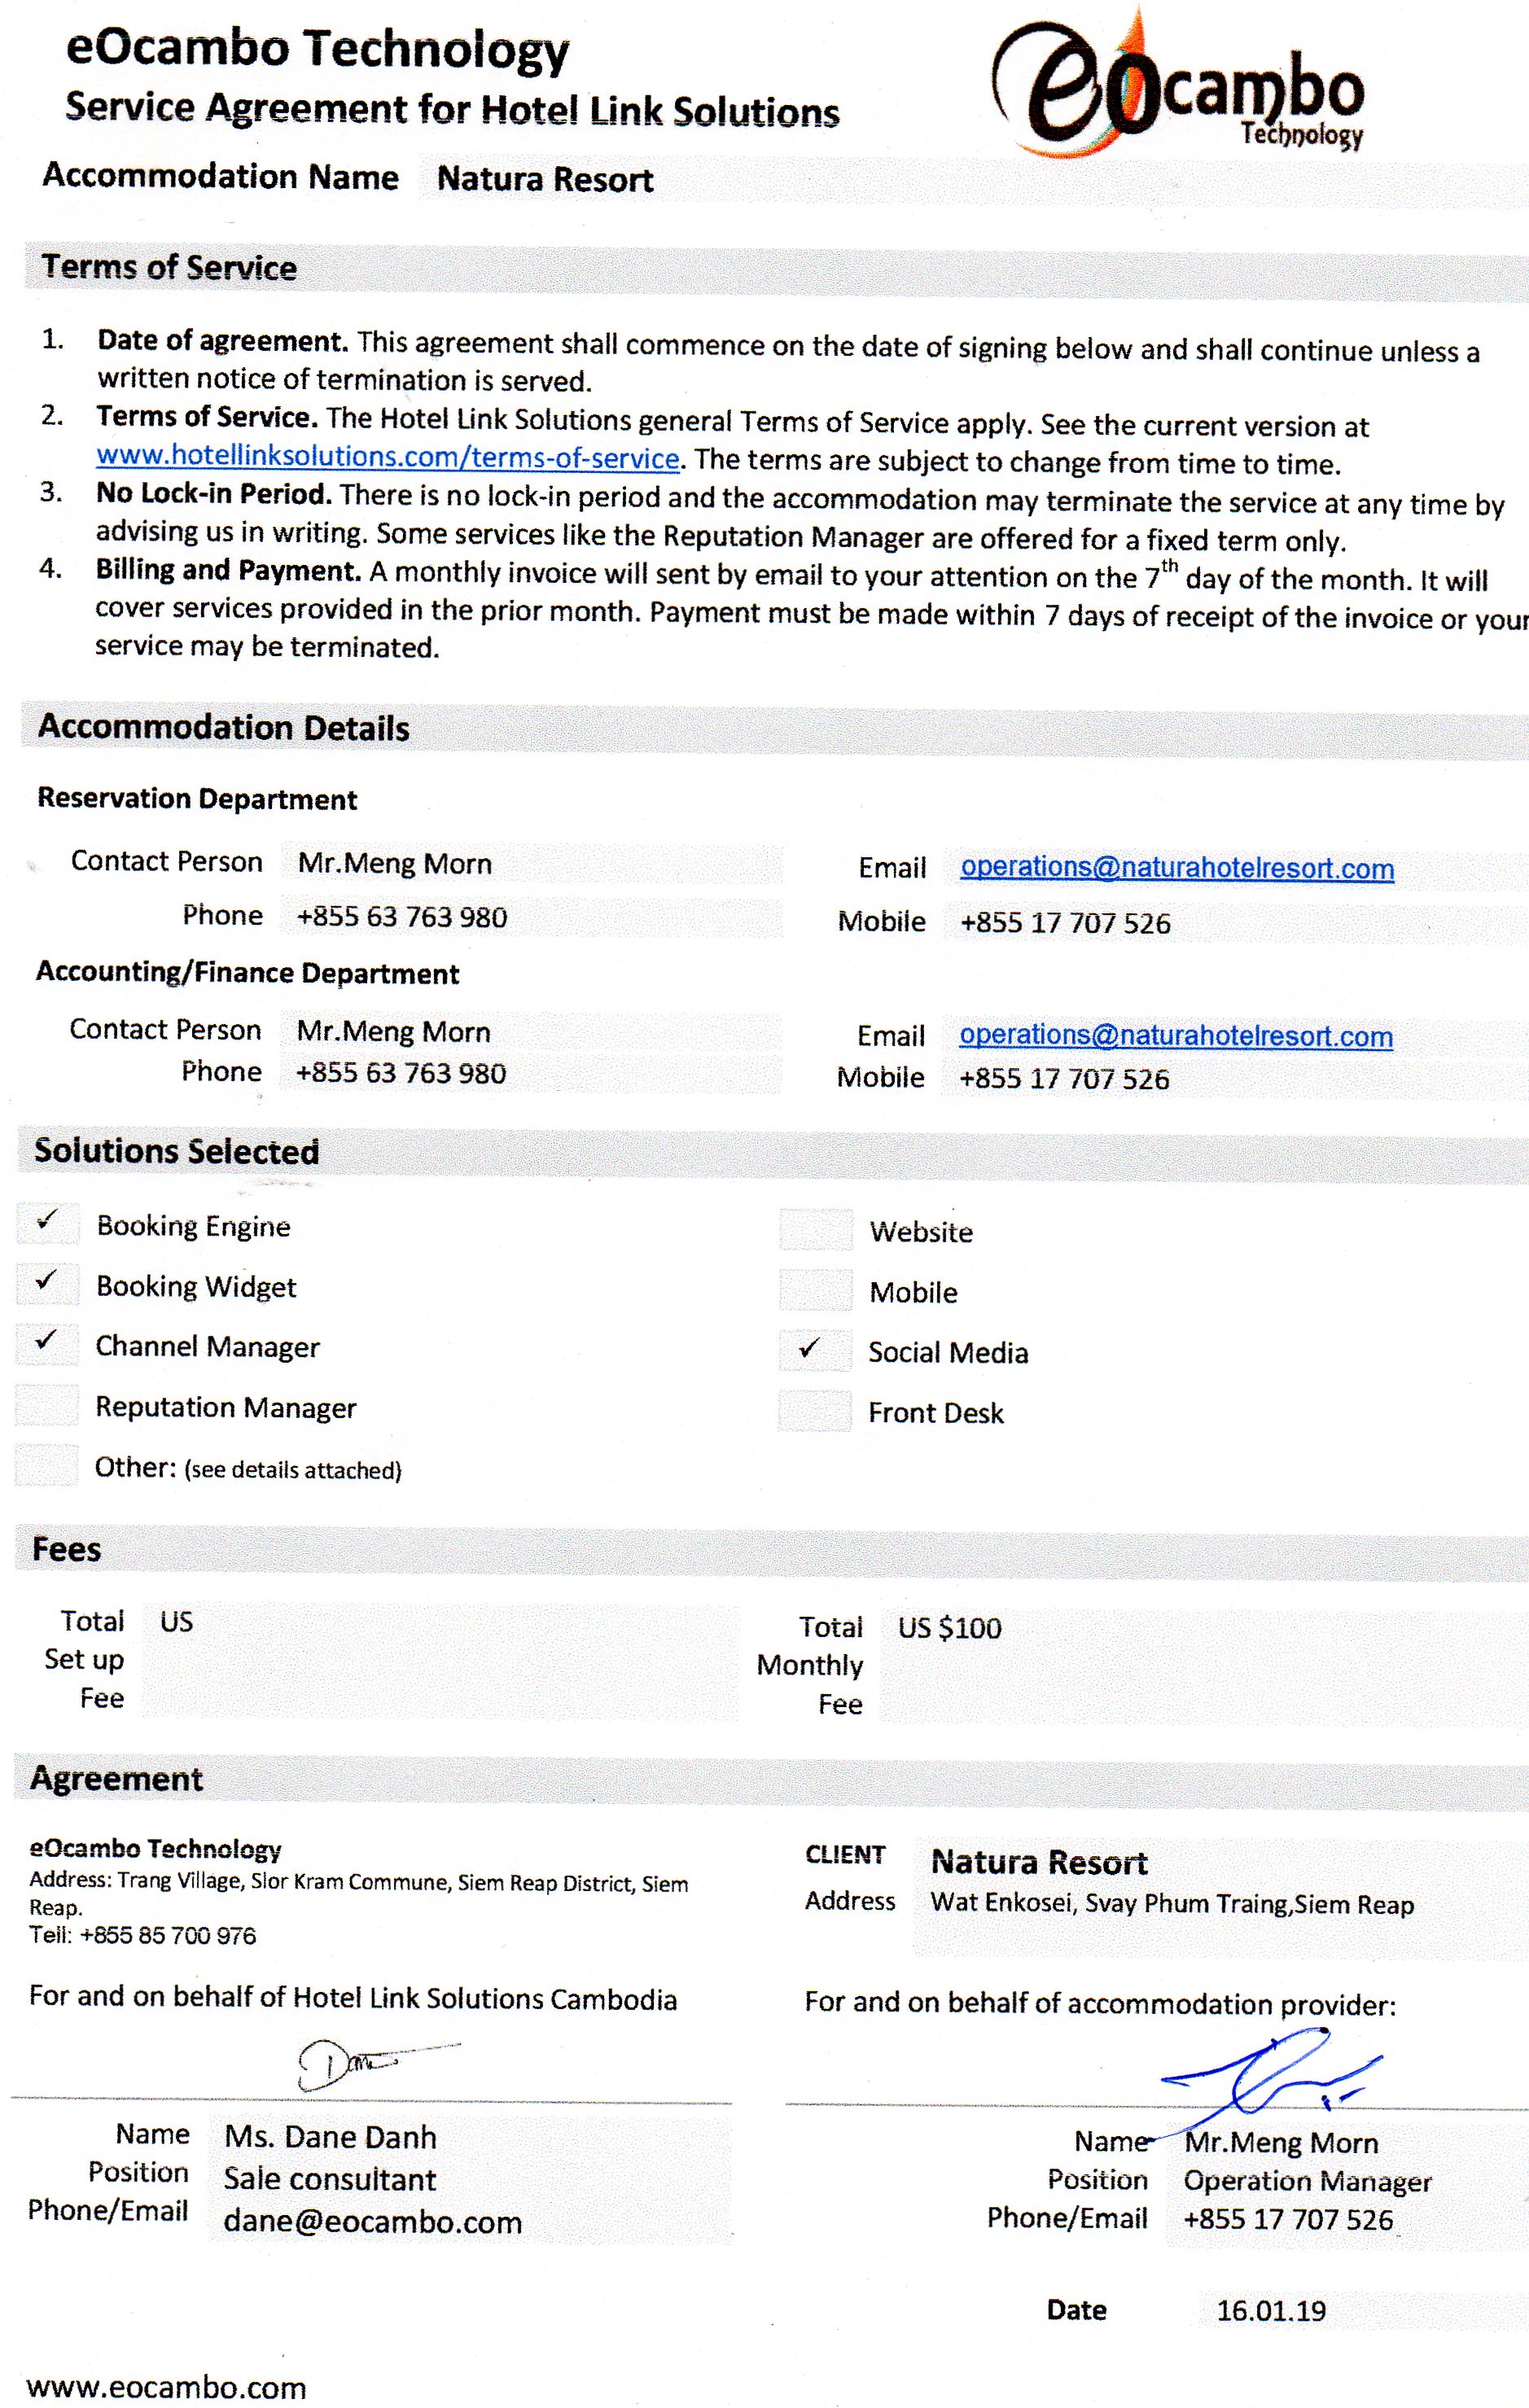 eOcambo Technology
Service Agreement for Hotel Link Solutions
eOcambo
Technology
Accommodation Name Natura Resort
Terms of Service
1. Date of agreement. This agreement shall commence on the date of signing below and shall continue unless a
written notice of termination is served.
2. Terms of Service. The Hotel Link Solutions general Terms of Service apply. See the current version at
www.hotellinksolutions.com/terms-of-service. The terms are subject to change from time to time.
3. No Lock-in Period. There is no lock-in period and the accommodation may terminate the service at any time by
advising us in writing. Some services like the Reputation Manager are offered for a fixed term only.
4. Billing and Payment. A monthly invoice will sent by email to your attention on the 7th day of the month. It will
cover services provided in the prior month. Payment must be made within 7 days of receipt of the invoice or your
service may be terminated.
Accommodation Details
Reservation Department
Contact Person Mr.Meng Morn Email operations@naturahotelresort.com
Phone +855 63 763 980 Mobile +855 17 707 526
Accounting/Finance Department
Contact Person Mr.Meng Morn Email operations@naturahotelresort.com
Phone +855 63 763 980 Mobile +855 17 707 526
Solutions Selected
✓ Booking Engine Website
✓ Booking Widget Mobile
✓ Channel Manager ✓ Social Media
Reputation Manager Front Desk
Other: (see details attached)
Fees
Total US Total US $100
Set up Monthly
Fee Fee
Agreement
eOcambo Technology
Address: Trang Village, Slor Kram Commune, Siem Reap District, Siem
Reap.
Tell: +855 85 700 976
CLIENT Natura Resort
Address Wat Enkosei, Svay Phum Traing,Siem Reap
For and on behalf of Hotel Link Solutions Cambodia
For and on behalf of accommodation provider:
Dane
Name Ms. Dane Danh
Position Sale consultant
Phone/Email dane@eocambo.com
Name Mr.Meng Morn
Position Operation Manager
Phone/Email +855 17 707 526
Date 16.01.19
www.eocambo.com